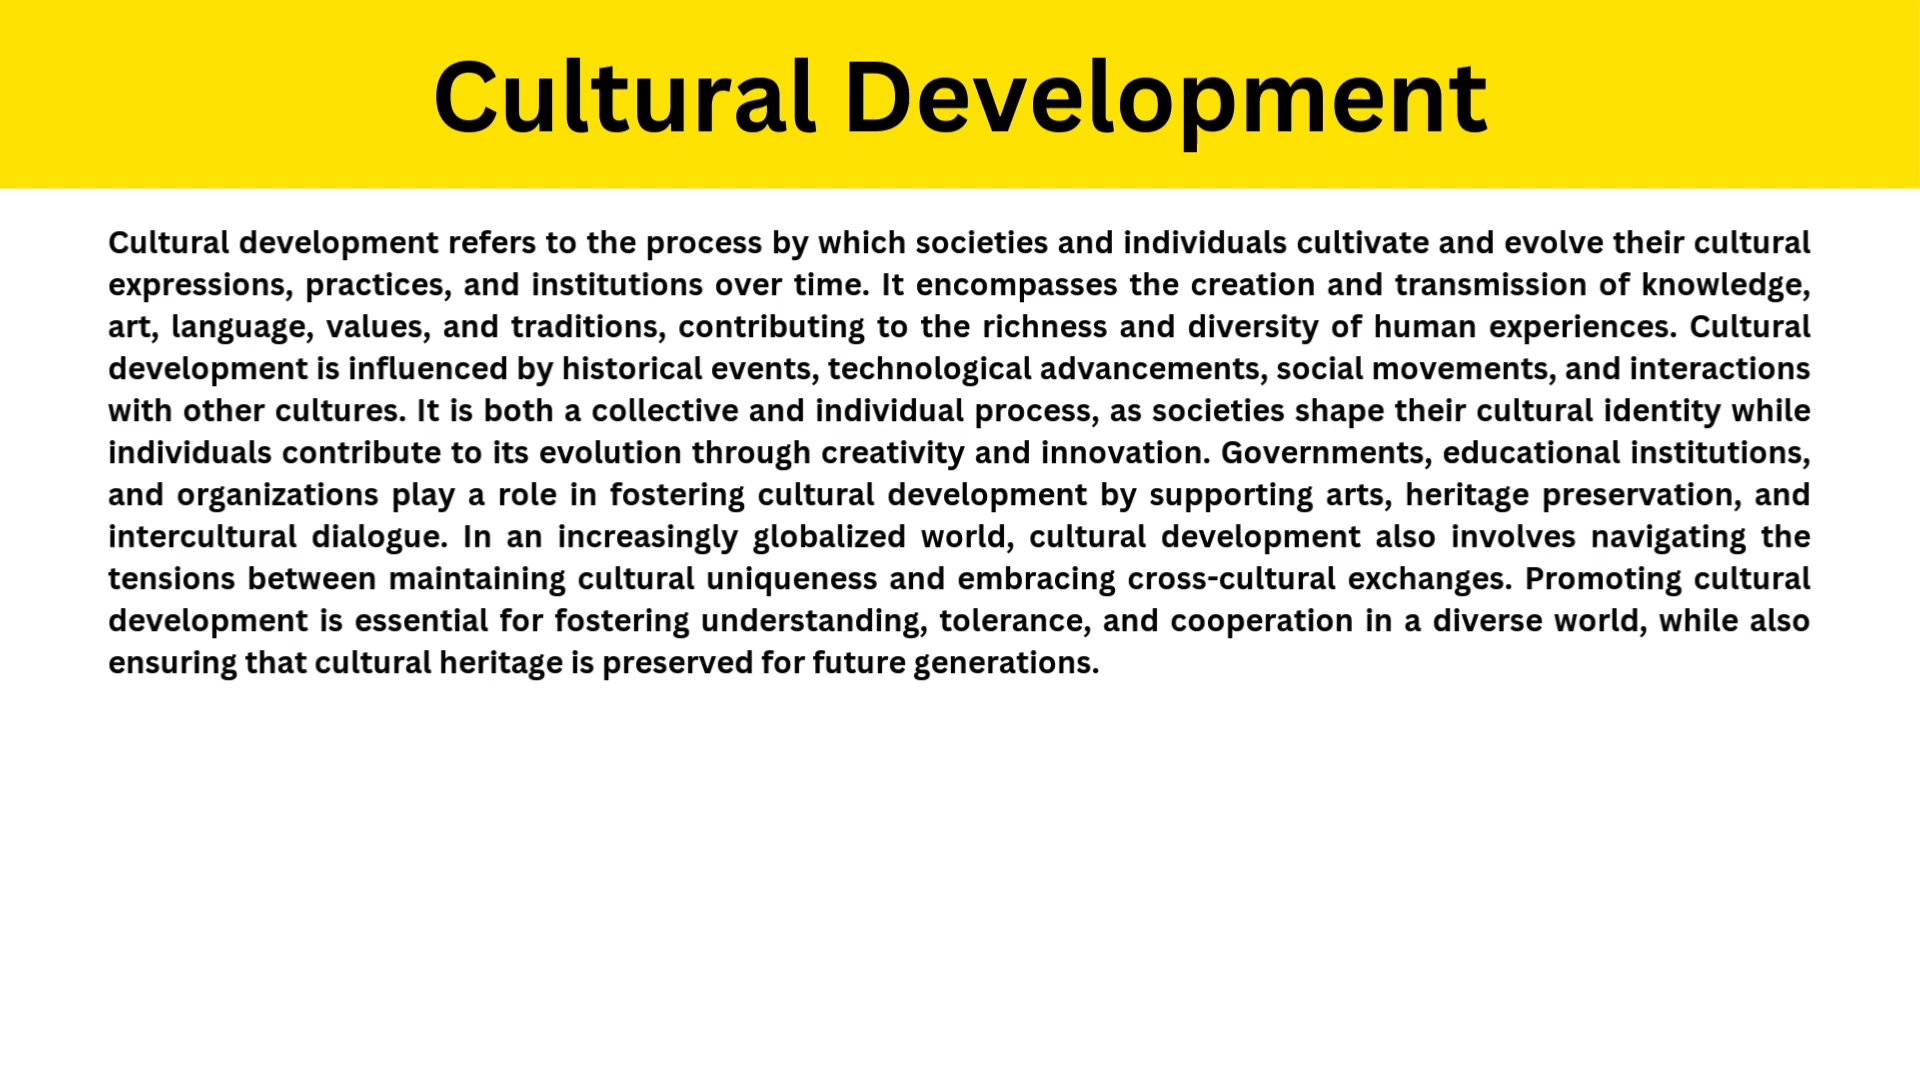 Cultural Development
Cultural development refers to the process by which societies and individuals cultivate and evolve their cultural
expressions, practices, and institutions over time. It encompasses the creation and transmission of knowledge,
art, language, values, and traditions, contributing to the richness and diversity of human experiences. Cultural
development is influenced by historical events, technological advancements, social movements, and interactions
with other cultures. It is both a collective and individual process, as societies shape their cultural identity while
individuals contribute to its evolution through creativity and innovation. Governments, educational institutions,
and organizations play a role in fostering cultural development by supporting arts, heritage preservation, and
intercultural dialogue. In an increasingly globalized world, cultural development also involves navigating the
tensions between maintaining cultural uniqueness and embracing cross-cultural exchanges. Promoting cultural
development is essential for fostering understanding, tolerance, and cooperation in a diverse world, while also
ensuring that cultural heritage is preserved for future generations.